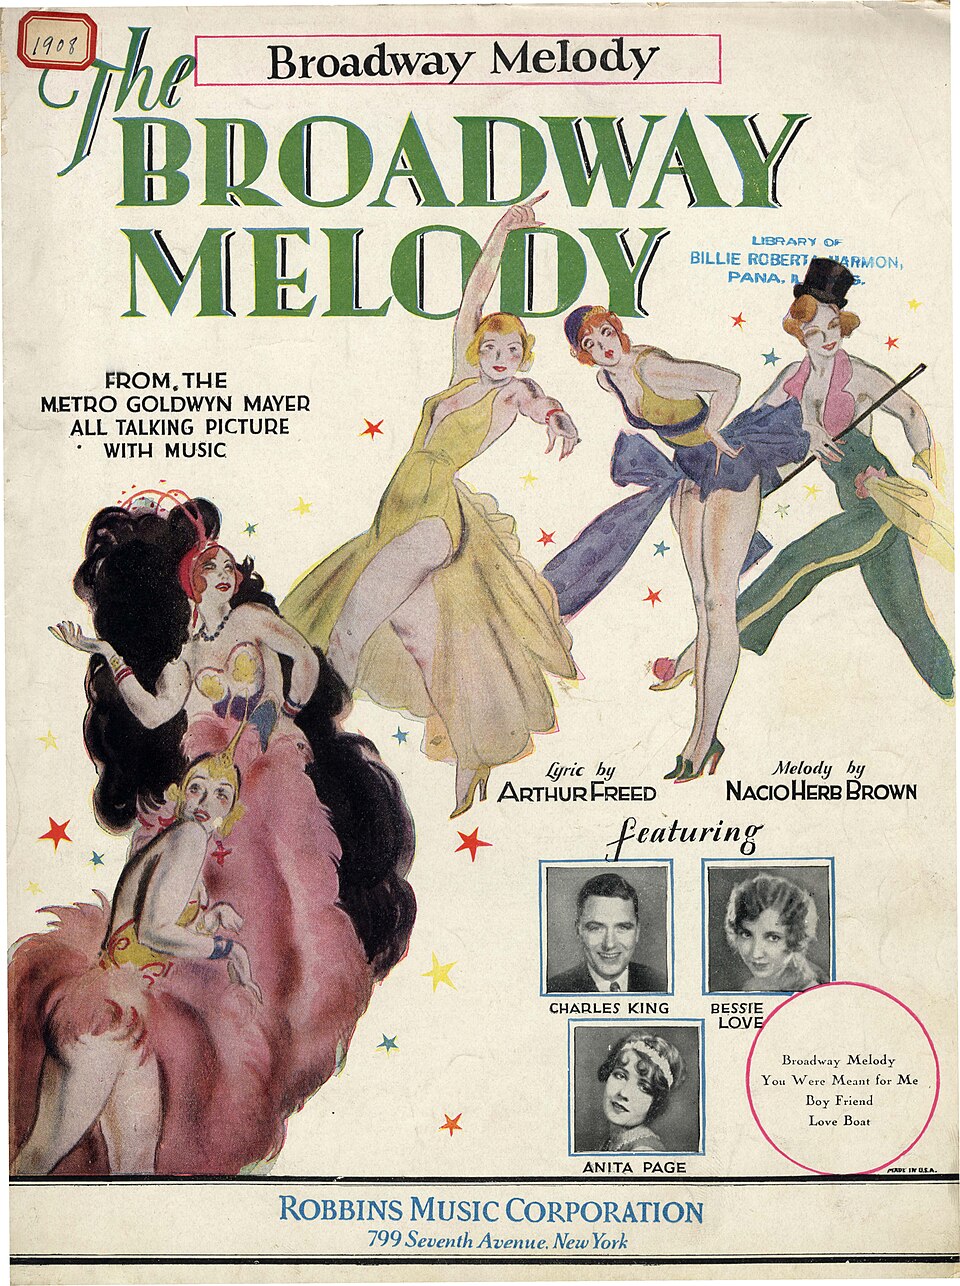 1908
Broadway Melody
The
BROADWAY
MELODY
LIBRARY OF
BILLIE ROBERTA HARMON,
PANA,
FROM THE
METRO GOLDWYN MAYER
ALL TALKING PICTURE
WITH MUSIC
Lyric by
ARTHUR FREED
Melody by
NACIO HERB BROWN
featuring
CHARLES KING
BESSIE
LOVE
ANITA PAGE
Broadway Melody
You Were Meant for Me
Boy Friend
Love Boat
MADE IN U.S.A.
ROBBINS MUSIC CORPORATION
799 Seventh Avenue, New York